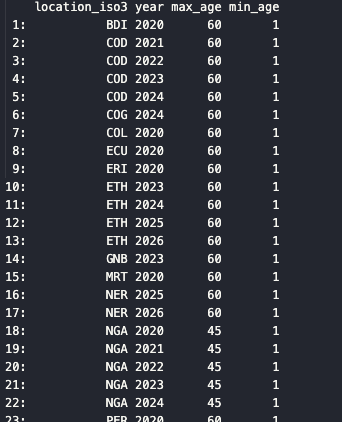 location_iso3 year max_age min_age
1: BDI 2020 60 1
2: COD 2021 60 1
3: COD 2022 60 1
4: COD 2023 60 1
5: COD 2024 60 1
6: COG 2024 60 1
7: COL 2020 60 1
8: ECU 2020 60 1
9: ERI 2020 60 1
10: ETH 2023 60 1
11: ETH 2024 60 1
12: ETH 2025 60 1
13: ETH 2026 60 1
14: GNB 2023 60 1
15: MRT 2020 60 1
16: NER 2025 60 1
17: NER 2026 60 1
18: NGA 2020 45 1
19: NGA 2021 45 1
20: NGA 2022 45 1
21: NGA 2023 45 1
22: NGA 2024 45 1
23: PER 2020 60 1